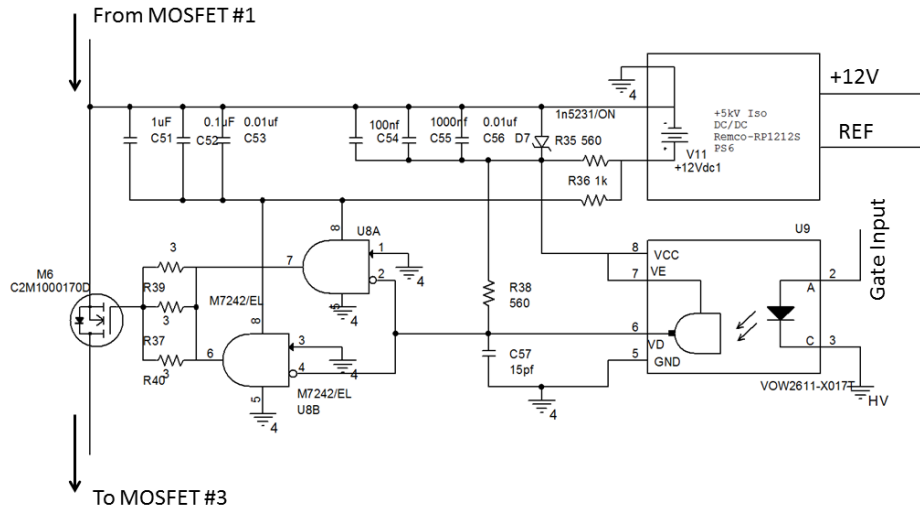 From MOSFET #1
+12V
REF
4
1uF
C51
0.1uF
C52
0.01uf
C53
100nf
C54
1000nf
C55
0.01uf
C56
1n5231/ON
D7
R35 560
R36 1k
-
+
V11
+12Vdc1
+5kV Iso
DC/DC
Remco-RP1212S
PS6
U8A
8
1
2
7
5
4
4
M7242/EL
3
R39
3
R37
R40
3
M6
C2M1000170D
8
3
4
6
5
4
4
M7242/EL
U8B
R38
560
C57
15pf
4
U9
8
VCC
7
VE
6
VD
5
GND
2
A
C
3
VOW2611-X017T
HV
Gate Input
To MOSFET #3